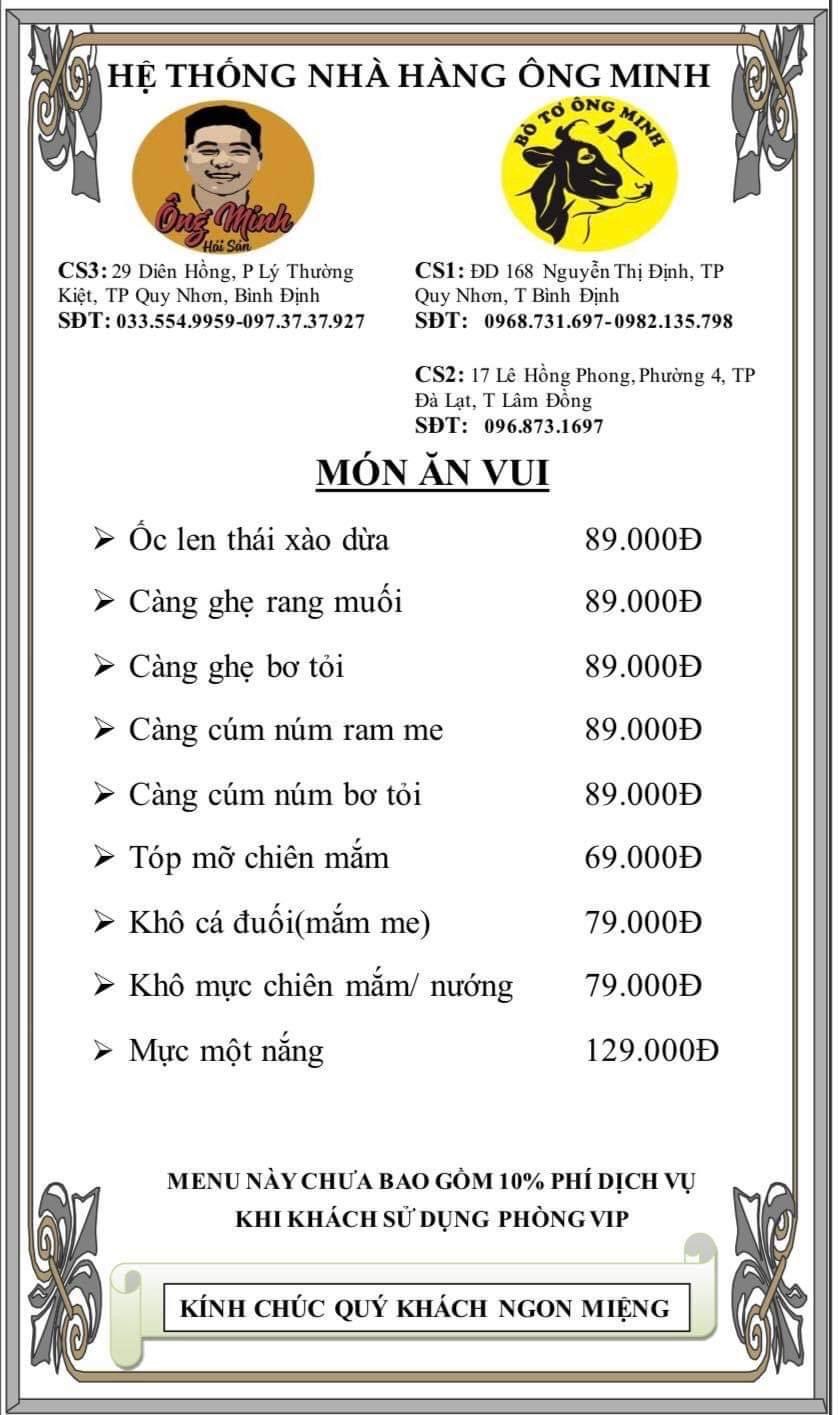 HỆ THỐNG NHÀ HÀNG ÔNG MINH
Ông Minh
Hải Sản
BÒ TƠ ÔNG MINH
CS3: 29 Diên Hồng, P Lý Thường
Kiệt, TP Quy Nhơn, Bình Định
SĐT: 033.554.9959-097.37.37.927
CS1: ĐD 168 Nguyễn Thị Định, TP
Quy Nhơn, T Bình Định
SĐT: 0968.731.697-0982.135.798
CS2: 17 Lê Hồng Phong, Phường 4, TP
Đà Lạt, T Lâm Đồng
SĐT: 096.873.1697
MÓN ĂN VUI
➢ Ốc len thái xào dừa 89.000Đ
➢ Càng ghẹ rang muối 89.000Đ
➢ Càng ghẹ bơ tỏi 89.000Đ
➢ Càng cúm núm ram me 89.000Đ
➢ Càng cúm núm bơ tỏi 89.000Đ
➢ Tóp mỡ chiên mắm 69.000Đ
➢ Khô cá đuối(mắm me) 79.000Đ
➢ Khô mực chiên mắm/ nướng 79.000Đ
➢ Mực một nắng 129.000Đ
MENU NÀY CHƯA BAO GỒM 10% PHÍ DỊCH VỤ
KHI KHÁCH SỬ DỤNG PHÒNG VIP
KÍNH CHÚC QUÝ KHÁCH NGON MIỆNG